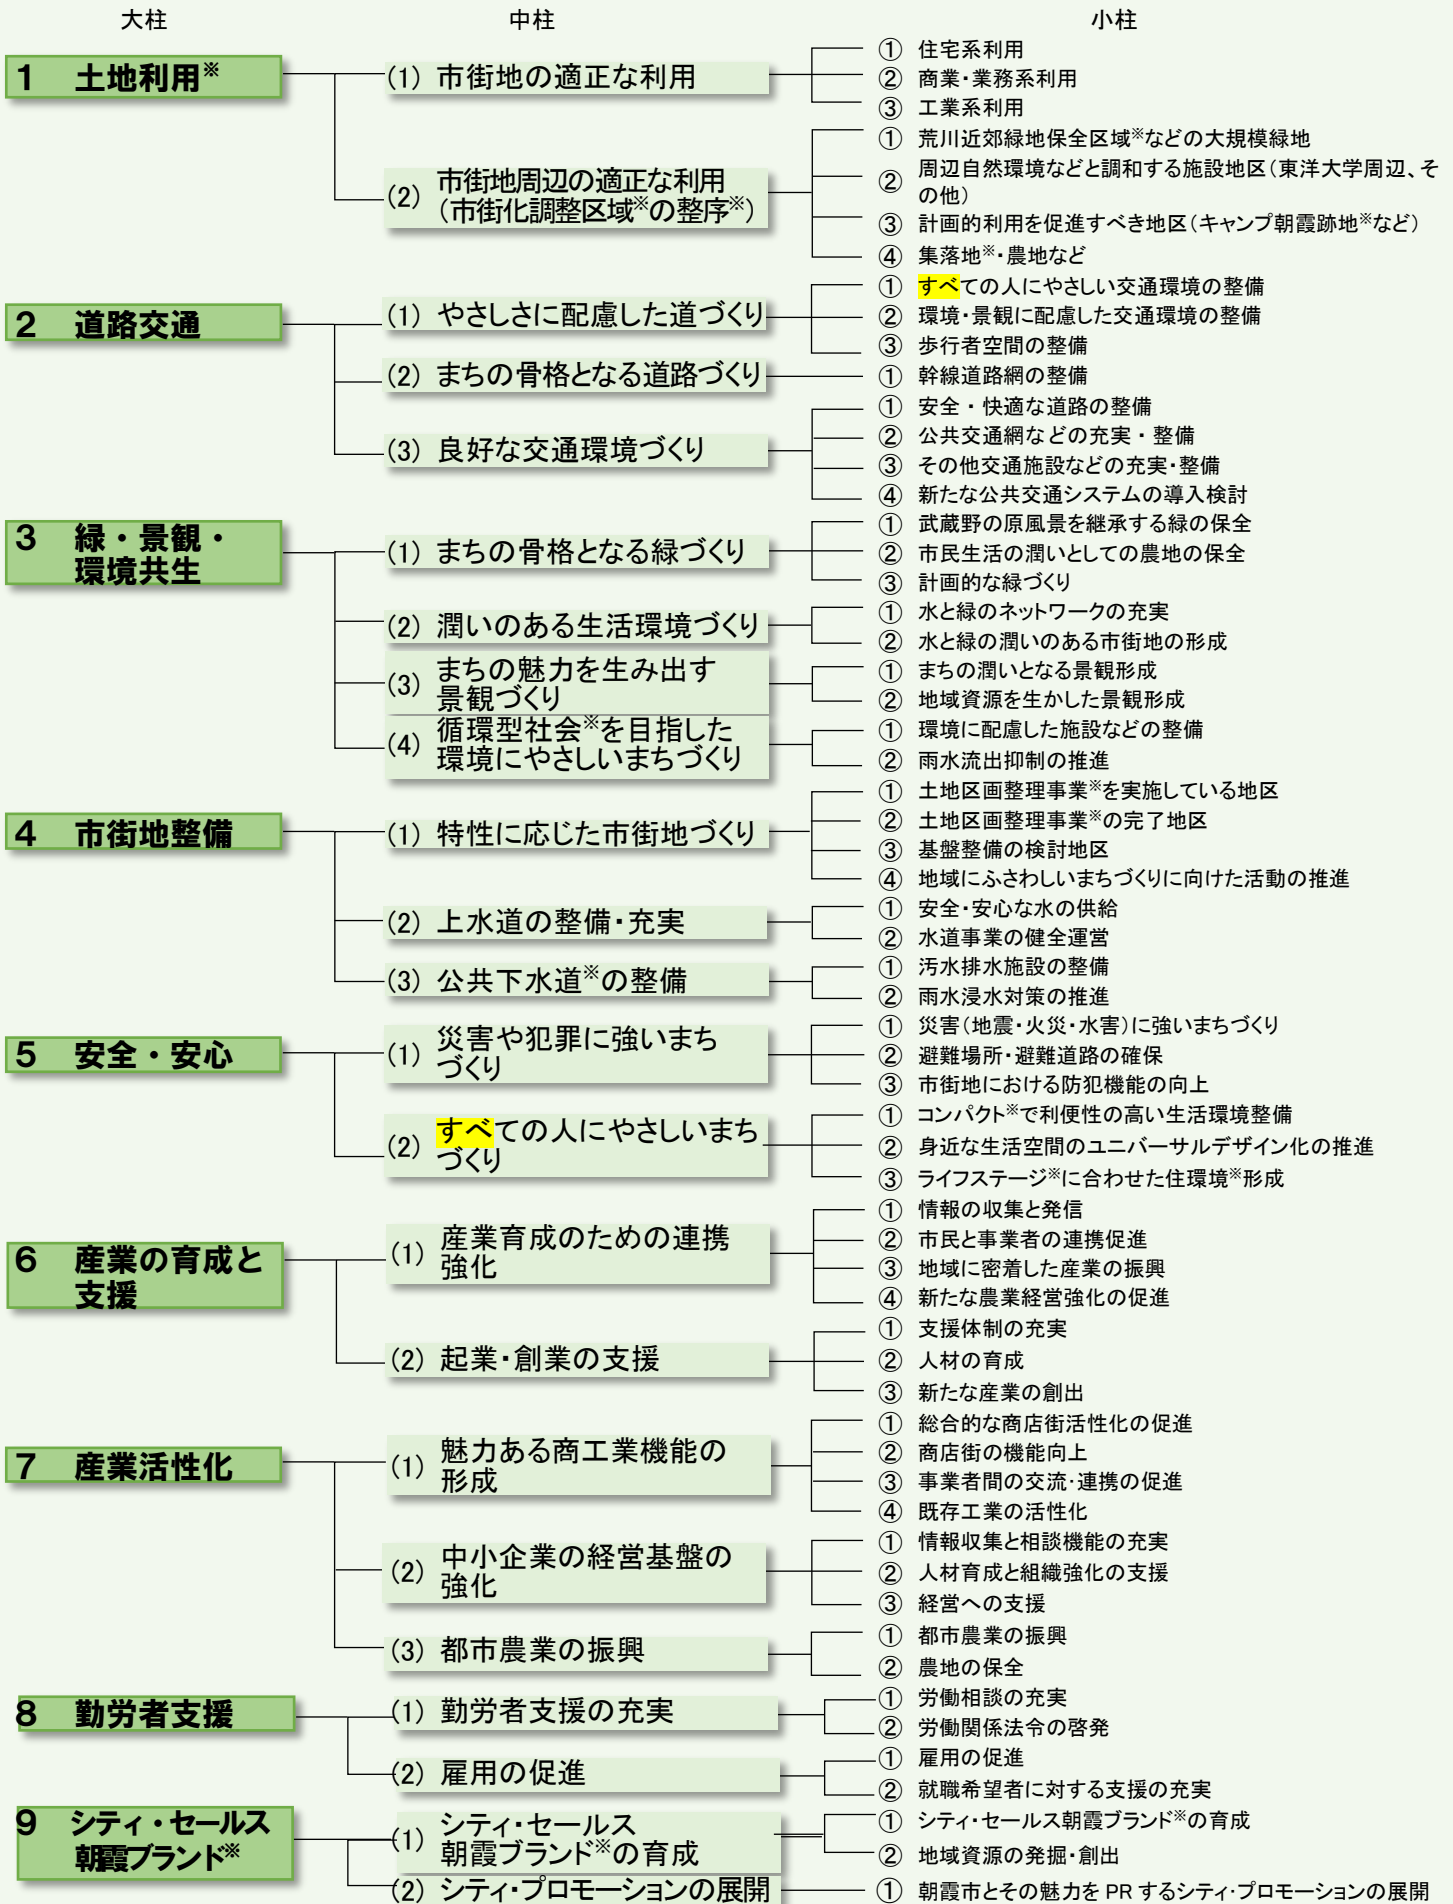 大柱　中柱　小柱
1　土地利用※
(1) 市街地の適正な利用
① 住宅系利用
② 商業・業務系利用
③ 工業系利用
(2) 市街地周辺の適正な利用
（市街化調整区域※の整序※）
① 荒川近郊緑地保全区域※などの大規模緑地
② 周辺自然環境などと調和する施設地区（東洋大学周辺、そ
の他）
③ 計画的利用を促進すべき地区（キャンプ朝霞跡地※など）
④ 集落地※・農地など
2　道路交通
(1) やさしさに配慮した道づくり
① すべての人にやさしい交通環境の整備
② 環境・景観に配慮した交通環境の整備
③ 歩行者空間の整備
(2) まちの骨格となる道路づくり
① 幹線道路網の整備
(3) 良好な交通環境づくり
① 安全・快適な道路の整備
② 公共交通網などの充実・整備
③ その他交通施設などの充実・整備
④ 新たな公共交通システムの導入検討
3　緑・景観・
環境共生
(1) まちの骨格となる緑づくり
① 武蔵野の原風景を継承する緑の保全
② 市民生活の潤いとしての農地の保全
③ 計画的な緑づくり
(2) 潤いのある生活環境づくり
① 水と緑のネットワークの充実
② 水と緑の潤いのある市街地の形成
(3) まちの魅力を生み出す
景観づくり
① まちの潤いとなる景観形成
② 地域資源を生かした景観形成
(4) 循環型社会※を目指した
環境にやさしいまちづくり
① 環境に配慮した施設などの整備
② 雨水流出抑制の推進
4　市街地整備
(1) 特性に応じた市街地づくり
① 土地区画整理事業※を実施している地区
② 土地区画整理事業※の完了地区
③ 基盤整備の検討地区
④ 地域にふさわしいまちづくりに向けた活動の推進
(2) 上水道の整備・充実
① 安全・安心な水の供給
② 水道事業の健全運営
(3) 公共下水道※の整備
① 汚水排水施設の整備
② 雨水浸水対策の推進
5　安全・安心
(1) 災害や犯罪に強いまち
づくり
① 災害（地震・火災・水害）に強いまちづくり
② 避難場所・避難道路の確保
③ 市街地における防犯機能の向上
(2) すべての人にやさしいまち
づくり
① コンパクト※で利便性の高い生活環境整備
② 身近な生活空間のユニバーサルデザイン化の推進
③ ライフステージ※に合わせた住環境※形成
6　産業の育成と
支援
(1) 産業育成のための連携
強化
① 情報の収集と発信
② 市民と事業者の連携促進
③ 地域に密着した産業の振興
④ 新たな農業経営強化の促進
(2) 起業・創業の支援
① 支援体制の充実
② 人材の育成
③ 新たな産業の創出
7　産業活性化
(1) 魅力ある商工業機能の
形成
① 総合的な商店街活性化の促進
② 商店街の機能向上
③ 事業者間の交流・連携の促進
④ 既存工業の活性化
(2) 中小企業の経営基盤の
強化
① 情報収集と相談機能の充実
② 人材育成と組織強化の支援
③ 経営への支援
(3) 都市農業の振興
① 都市農業の振興
② 農地の保全
8　勤労者支援
(1) 勤労者支援の充実
① 労働相談の充実
② 労働関係法令の啓発
(2) 雇用の促進
① 雇用の促進
② 就職希望者に対する支援の充実
9　シティ・セールス
朝霞ブランド※
(1) シティ・セールス
朝霞ブランド※の育成
① シティ・セールス朝霞ブランド※の育成
② 地域資源の発掘・創出
(2) シティ・プロモーションの展開
① 朝霞市とその魅力を PR するシティ・プロモーションの展開